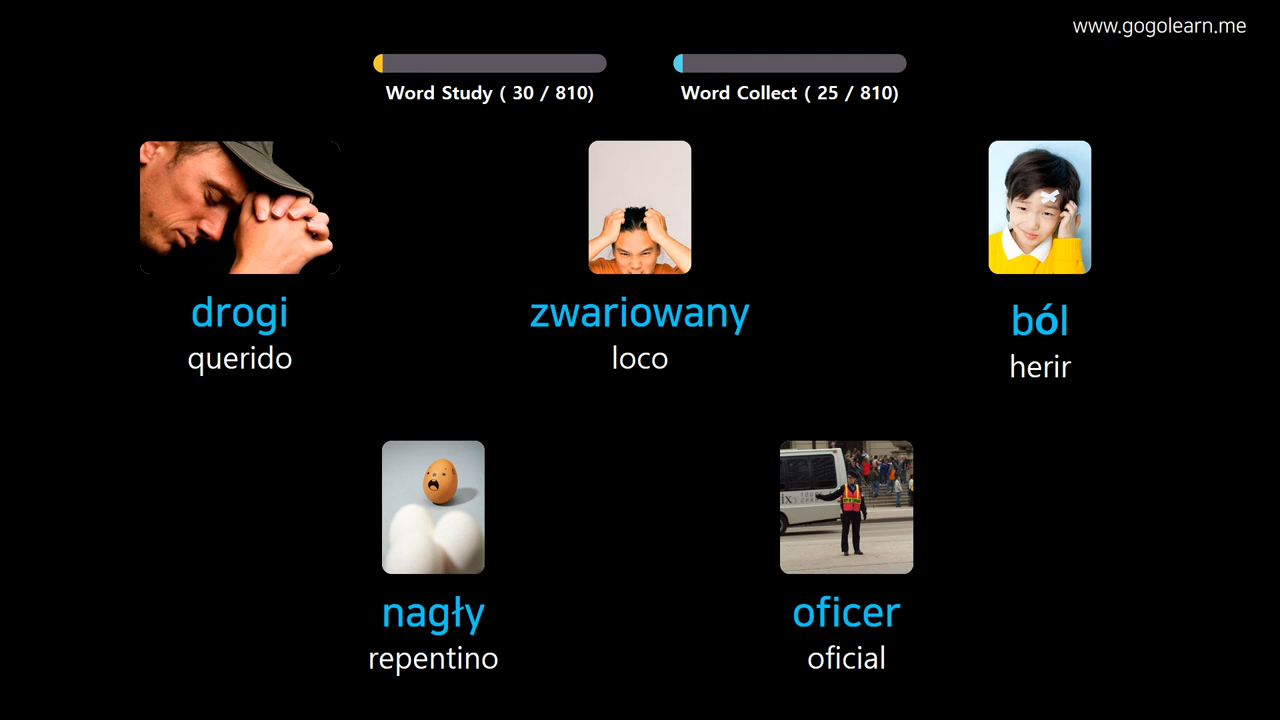 www.gogolearn.me
Word Study ( 30 / 810)
Word Collect ( 25 / 810)
drogi
querido
zwariowany
loco
ból
herir
nagły
repentino
oficer
oficial